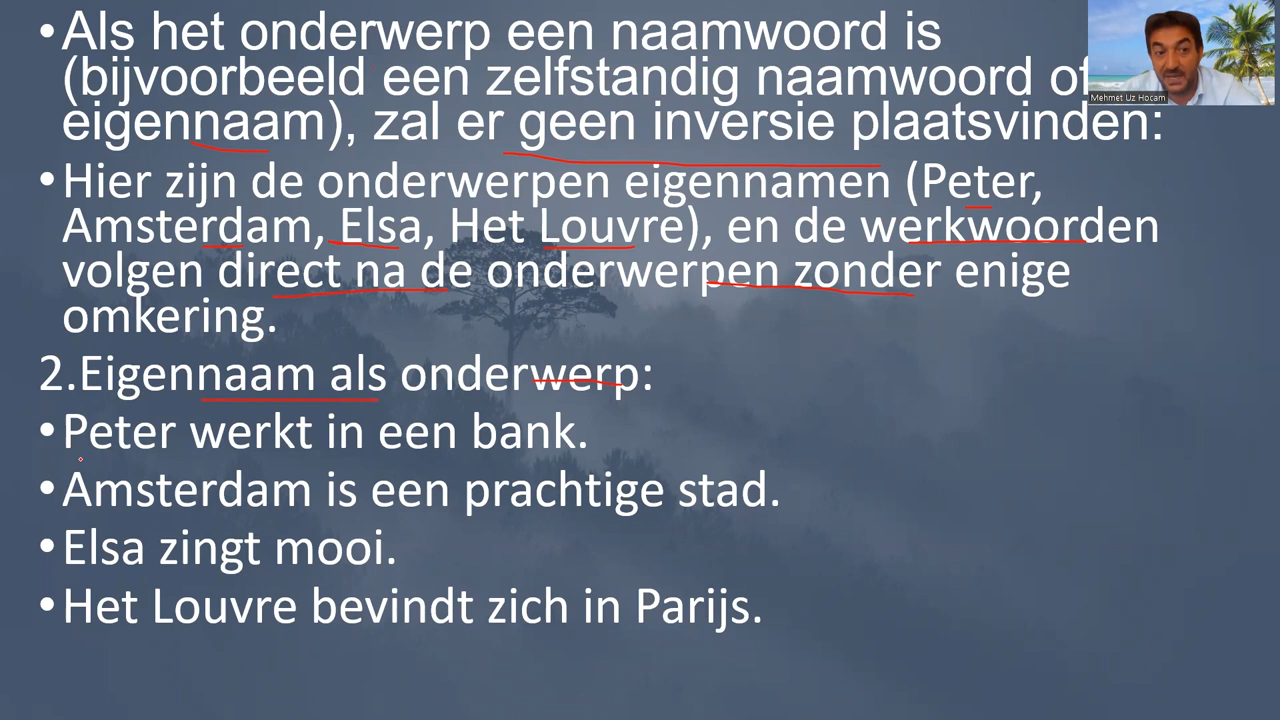 •Als het onderwerp een naamwoord is
(bijvoorbeeld een zelfstandig naamwoord of
eigennaam), zal er geen inversie plaatsvinden:
•Hier zijn de onderwerpen eigennamen (Peter,
Amsterdam, Elsa, Het Louvre), en de werkwoorden
volgen direct na de onderwerpen zonder enige
omkering.
2.Eigennaam als onderwerp:
•Peter werkt in een bank.
•Amsterdam is een prachtige stad.
•Elsa zingt mooi.
•Het Louvre bevindt zich in Parijs.
Mehmet Uz Hocam